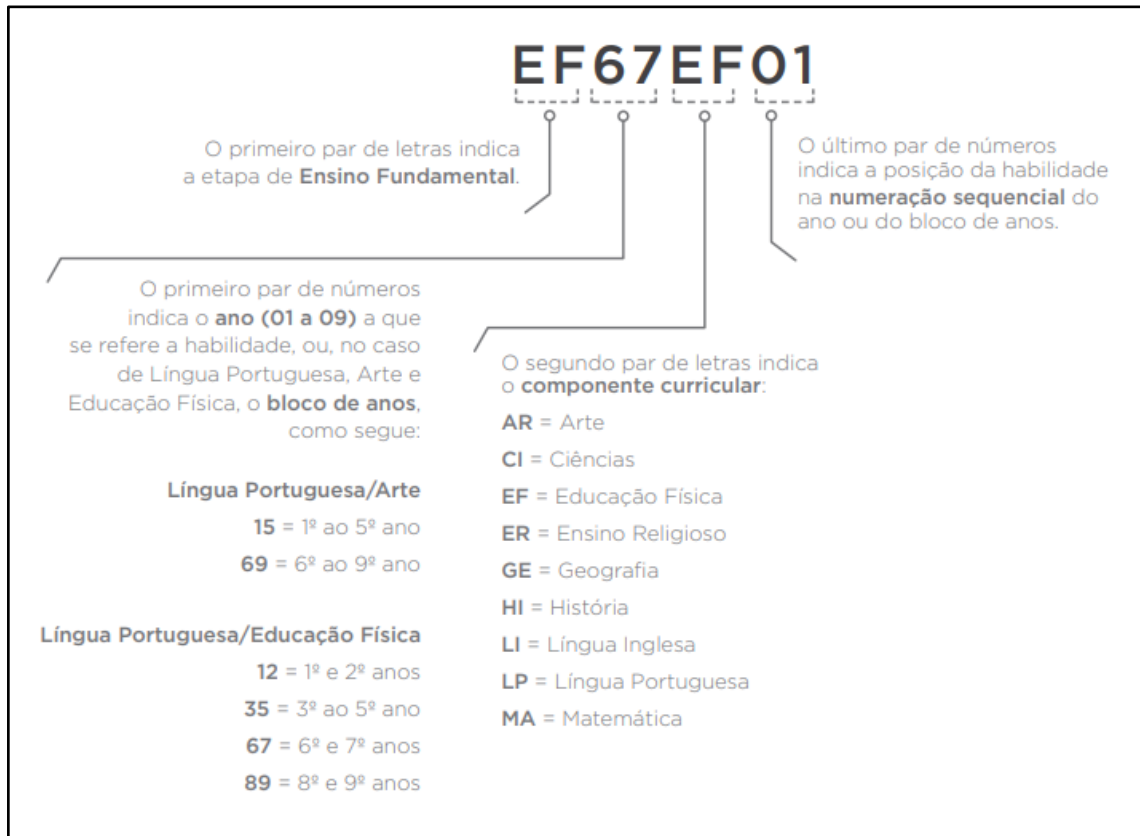 EF67EF01
O primeiro par de letras indica
a etapa de Ensino Fundamental.
O último par de números
indica a posição da habilidade
na numeração sequencial do
ano ou do bloco de anos.
O primeiro par de números
indica o ano (01 a 09) a que
se refere a habilidade, ou, no caso
de Língua Portuguesa, Arte e
Educação Física, o bloco de anos,
como segue:
Língua Portuguesa/Arte
15 = 1º ao 5º ano
69 = 6º ao 9º ano
Língua Portuguesa/Educação Física
12 = 1º e 2º anos
35 = 3º ao 5º ano
67 = 6º e 7º anos
89 = 8º e 9º anos
O segundo par de letras indica
o componente curricular:
AR = Arte
CI = Ciências
EF = Educação Física
ER = Ensino Religioso
GE = Geografia
HI = História
LI = Língua Inglesa
LP = Língua Portuguesa
MA = Matemática